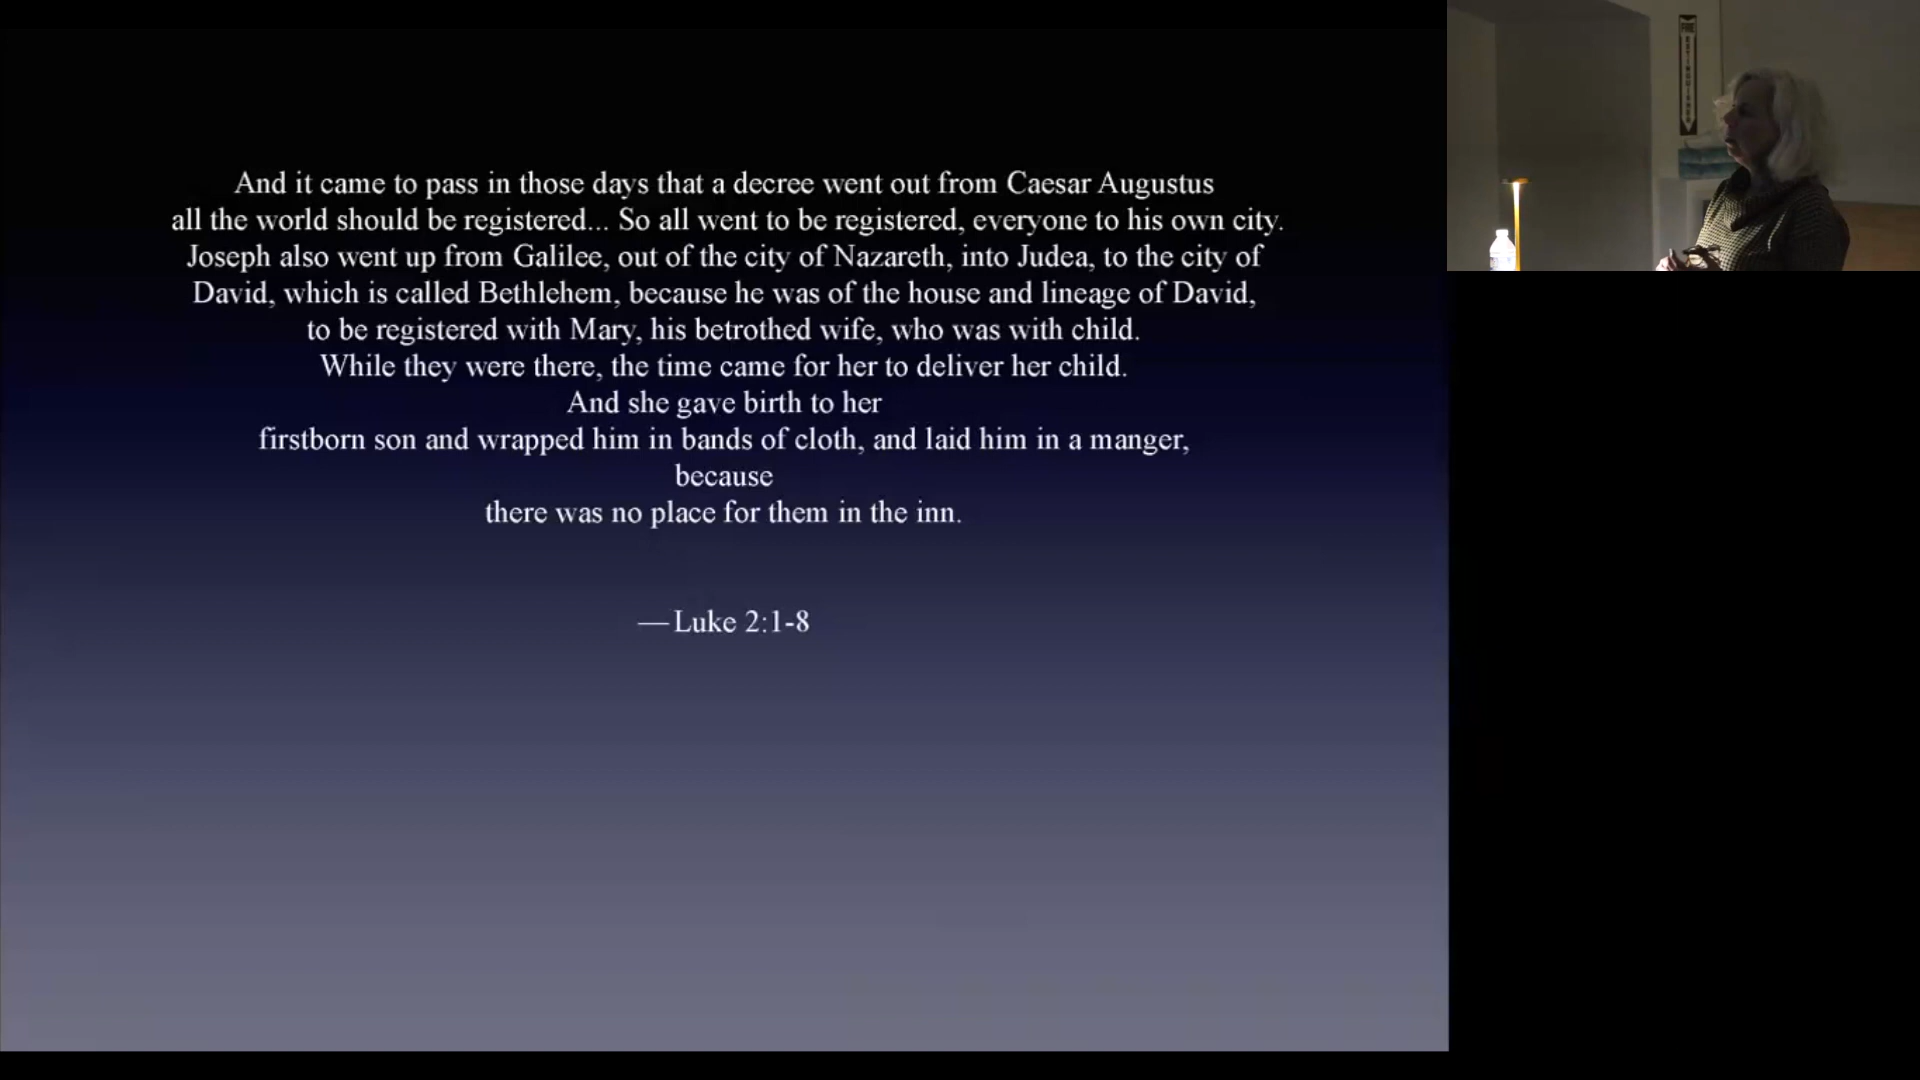 And it came to pass in those days that a decree went out from Caesar Augustus
all the world should be registered... So all went to be registered, everyone to his own city.
Joseph also went up from Galilee, out of the city of Nazareth, into Judea, to the city of
David, which is called Bethlehem, because he was of the house and lineage of David,
to be registered with Mary, his betrothed wife, who was with child.
While they were there, the time came for her to deliver her child.
And she gave birth to her
firstborn son and wrapped him in bands of cloth, and laid him in a manger,
because
there was no place for them in the inn.
— Luke 2:1-8
FIRE
EXTINGUISHER